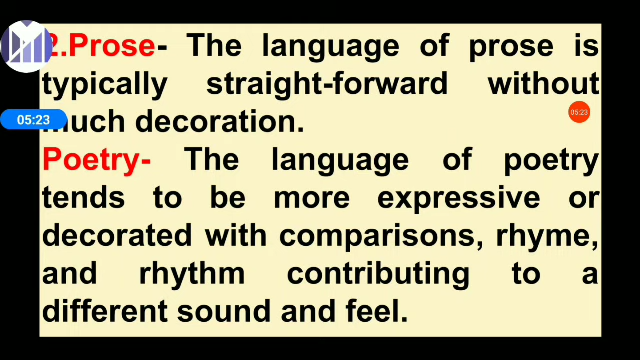 2.Prose- The language of prose is
typically straight-forward without
05:23
05:23
much decoration.
Poetry- The language of poetry
tends to be more expressive or
decorated with comparisons, rhyme,
and rhythm contributing to a
different sound and feel.